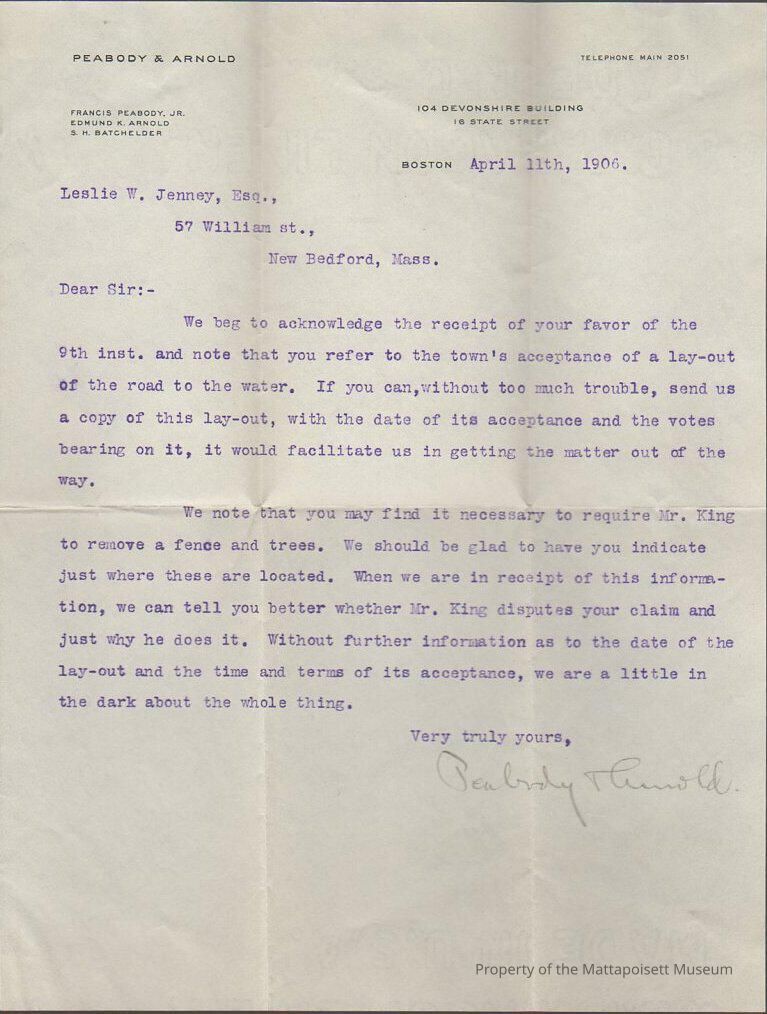 PEABODY & ARNOLD
TELEPHONE MAIN 2051
FRANCIS PEABODY, JR.
EDMUND K. ARNOLD
S. H. BATCHELDER
104 DEVONSHIRE BUILDING
16 STATE STREET
BOSTON April 11th, 1906.
Leslie W. Jenney, Esq.,
57 William st.,
New Bedford, Mass.
Dear Sir:-
We beg to acknowledge the receipt of your favor of the
9th inst. and note that you refer to the town's acceptance of a lay-out
of the road to the water. If you can,without too much trouble, send us
a copy of this lay-out, with the date of its acceptance and the votes
bearing on it, it would facilitate us in getting the matter out of the
way.
We note that you may find it necessary to require Mr. King
to remove a fence and trees. We should be glad to have you indicate
just where these are located. When we are in receipt of this informa-
tion, we can tell you better whether Mr. King disputes your claim and
just why he does it. Without further information as to the date of the
lay-out and the time and terms of its acceptance, we are a little in
the dark about the whole thing.
Very truly yours,
Peabody & Arnold.
Property of the Mattapoisett Museum